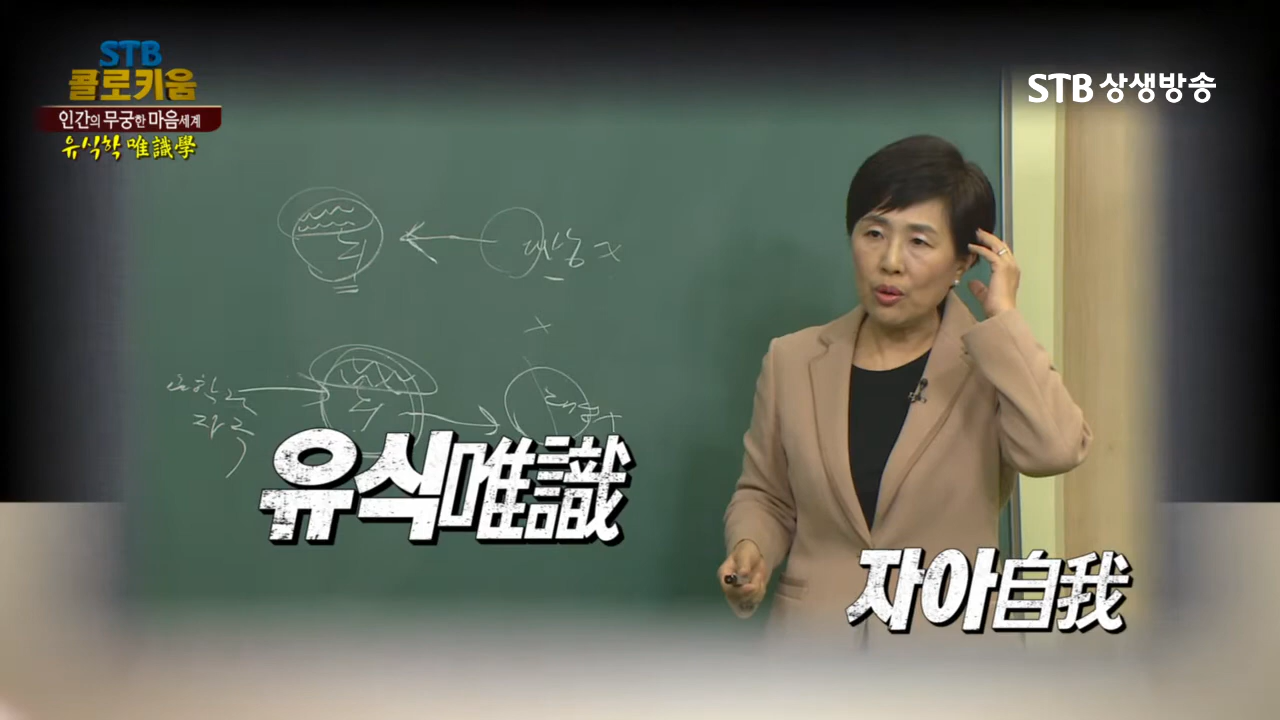 STB
콜로키움
인간의 무궁한 마음세계
유식학 唯識學
STB 상생방송
유식唯識
자아自我